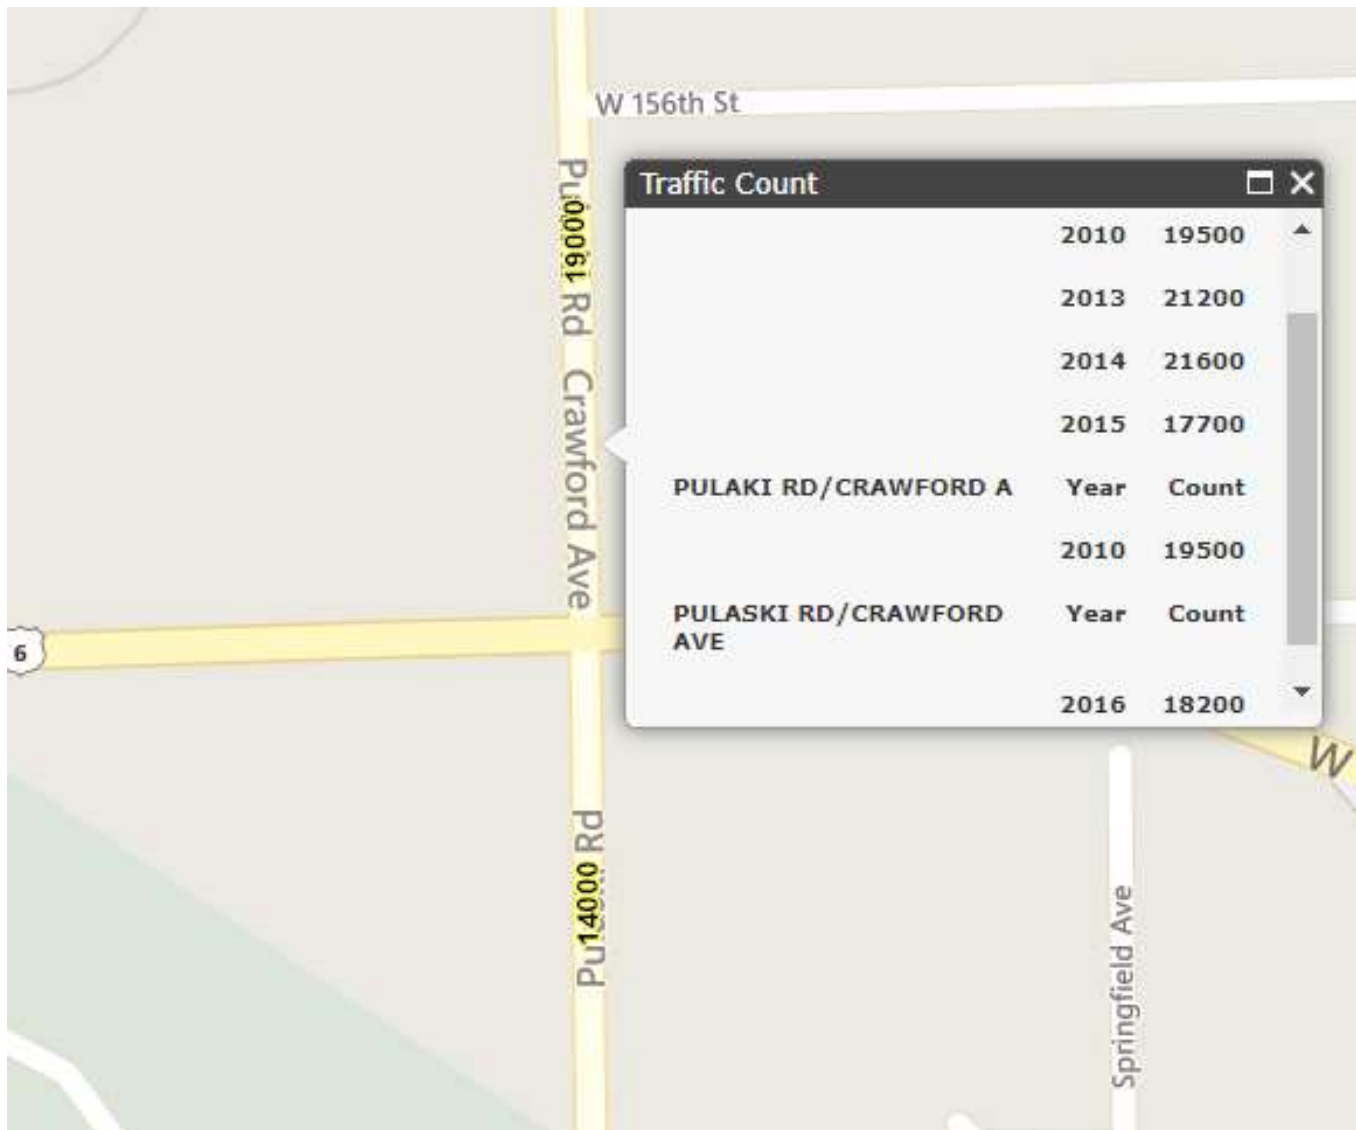 W 156th St
Traffic Count
2010 19500
2013 21200
2014 21600
2015 17700
PULAKI RD/CRAWFORD A Year Count
2010 19500
PULASKI RD/CRAWFORD Year Count
AVE
2016 18200
19000
Rd
Crawford Ave
6
W
Rd
14000
Springfield Ave